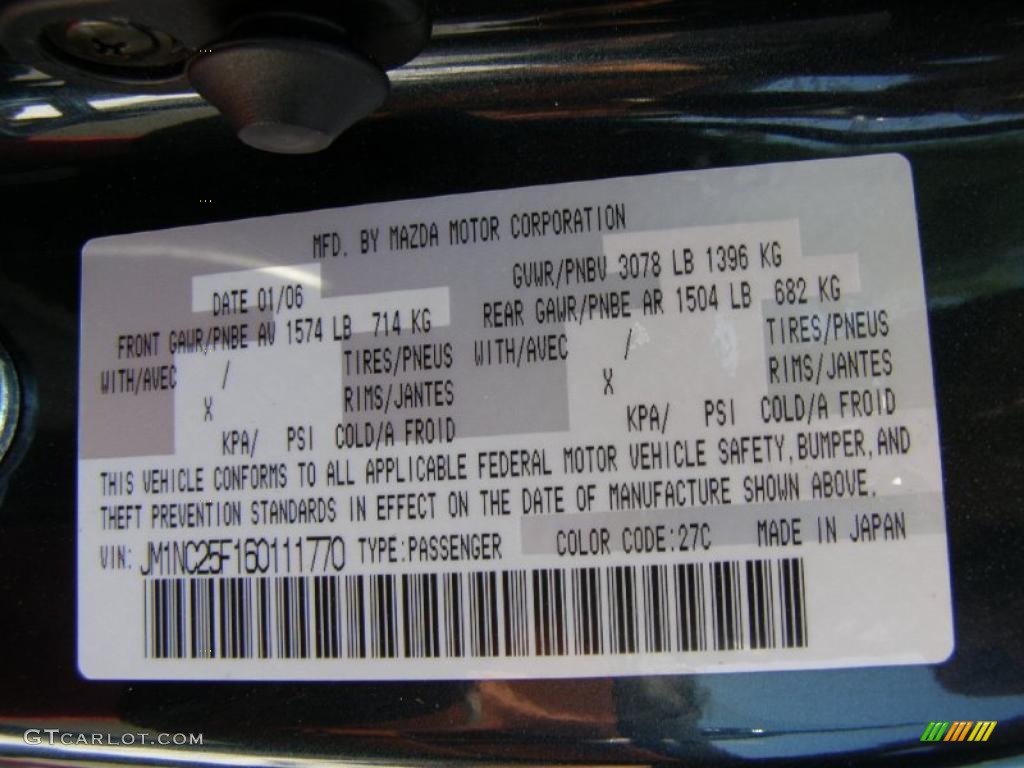 MFD. BY MAZDA MOTOR CORPORATION
DATE 01/06 GVWR/PNBV 3078 LB 1396 KG
FRONT GAWR/PNBE AV 1574 LB 714 KG REAR GAWR/PNBE AR 1504 LB 682 KG
WITH/AVEC / TIRES/PNEUS WITH/AVEC / TIRES/PNEUS
X RIMS/JANTES X RIMS/JANTES
KPA/ PSI COLD/A FROID KPA/ PSI COLD/A FROID
THIS VEHICLE CONFORMS TO ALL APPLICABLE FEDERAL MOTOR VEHICLE SAFETY, BUMPER, AND
THEFT PREVENTION STANDARDS IN EFFECT ON THE DATE OF MANUFACTURE SHOWN ABOVE.
VIN: JM1NC25F160111770 TYPE:PASSENGER COLOR CODE:27C MADE IN JAPAN
GTCARLOT.COM